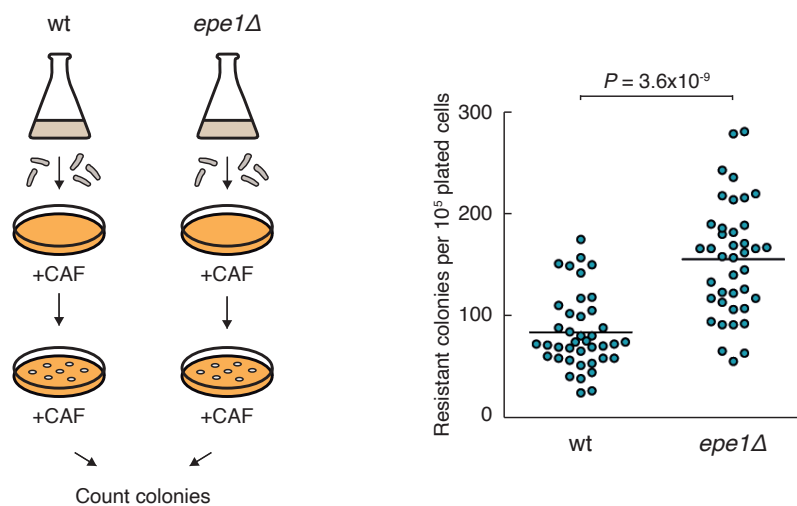 wt
epe1Δ
+CAF
+CAF
+CAF
+CAF
Count colonies
P = 3.6x10⁻⁹
Resistant colonies per 10⁵ plated cells
300
200
100
0
wt
epe1Δ